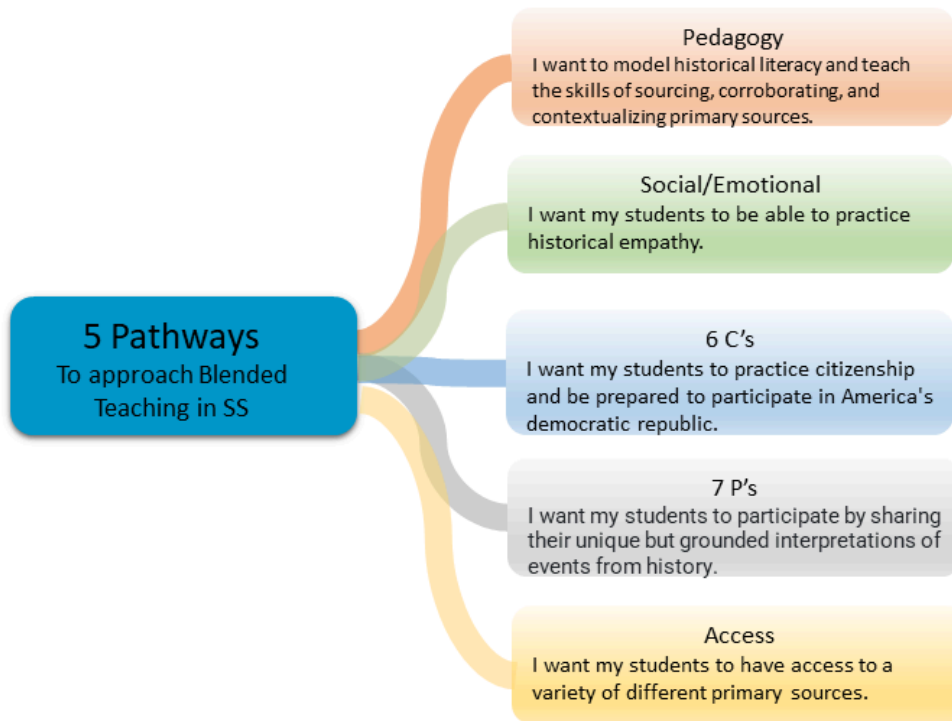 5 Pathways
To approach Blended
Teaching in SS
Pedagogy
I want to model historical literacy and teach
the skills of sourcing, corroborating, and
contextualizing primary sources.
Social/Emotional
I want my students to be able to practice
historical empathy.
6 C's
I want my students to practice citizenship
and be prepared to participate in America's
democratic republic.
7 P's
I want my students to participate by sharing
their unique but grounded interpretations of
events from history.
Access
I want my students to have access to a
variety of different primary sources.